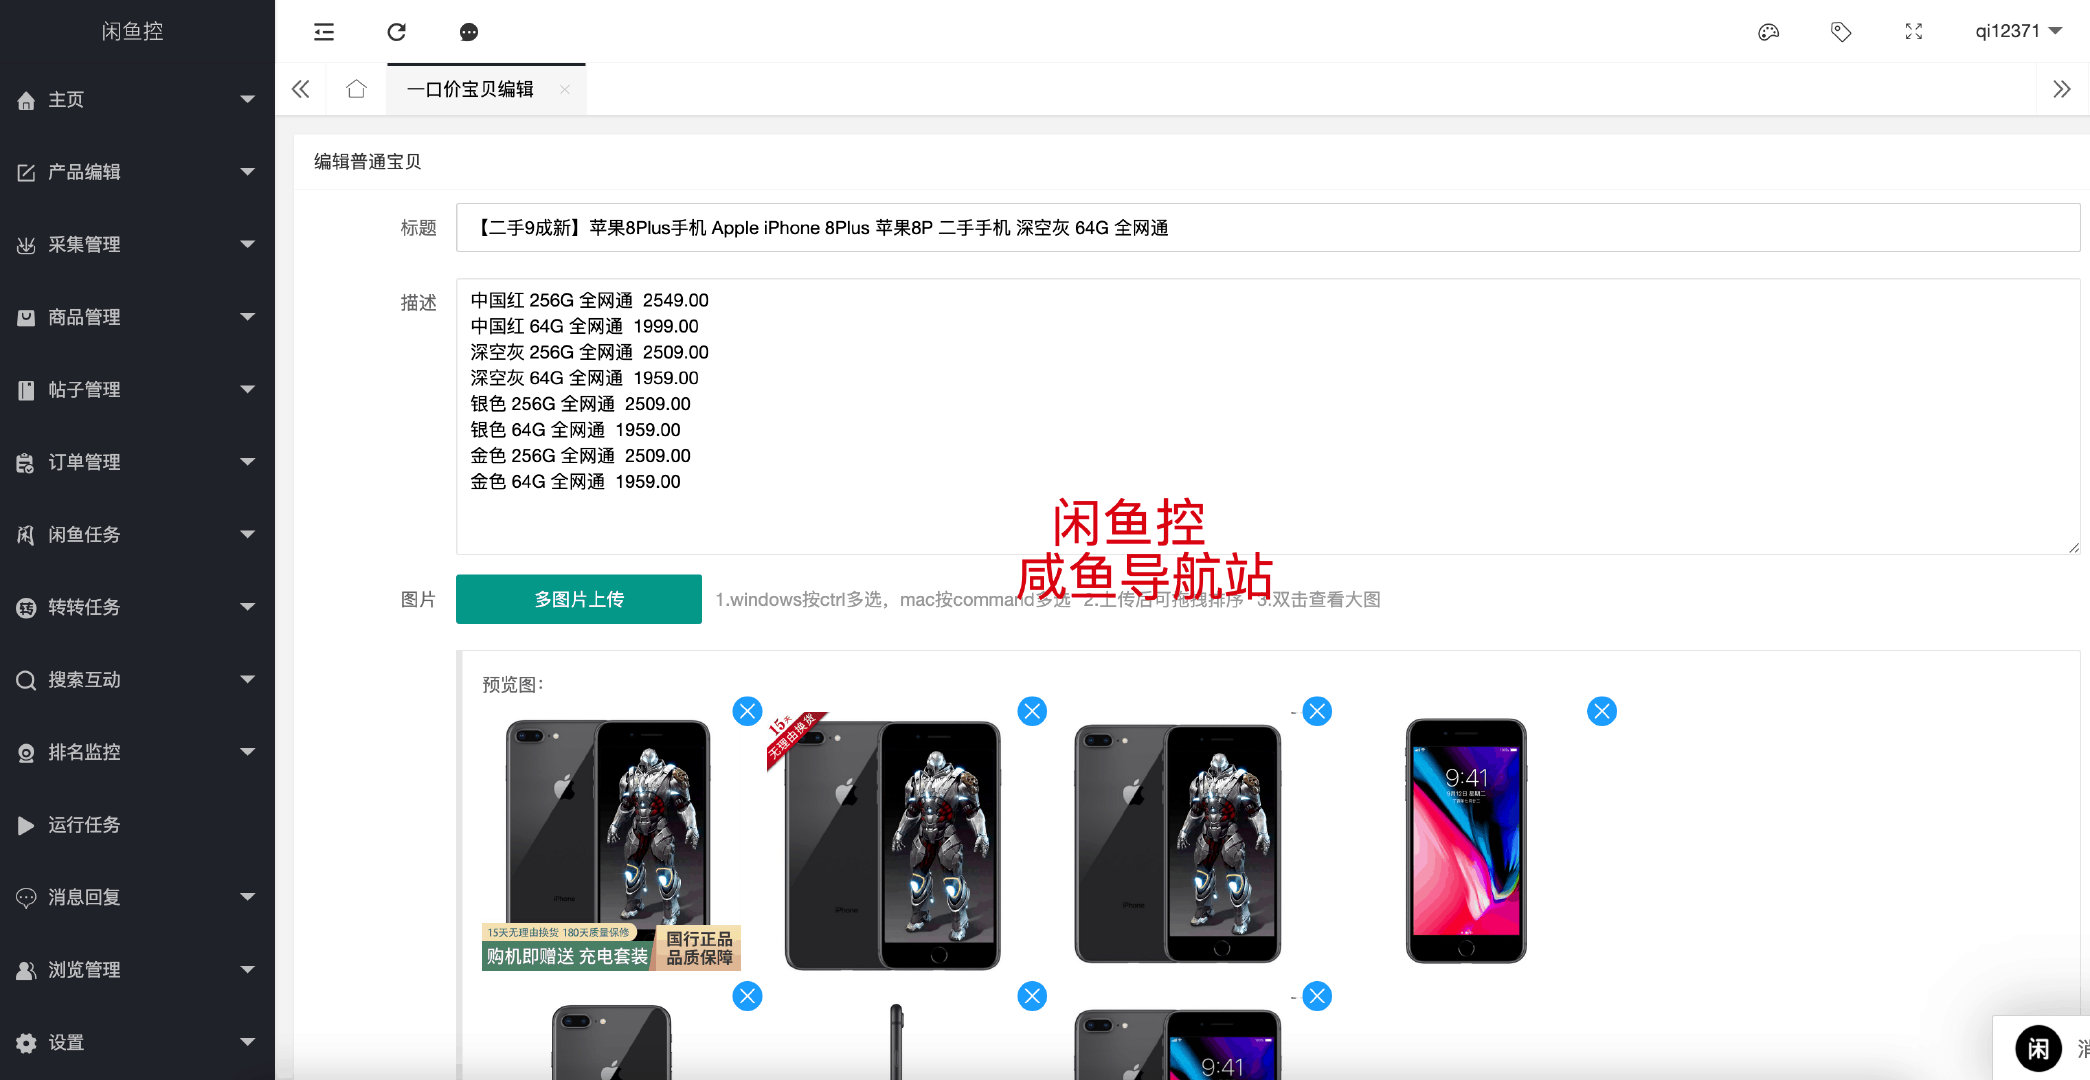 闲鱼控
qi12371
主页
一口价宝贝编辑
产品编辑
采集管理
商品管理
帖子管理
订单管理
闲鱼任务
转转任务
搜索互动
排名监控
运行任务
消息回复
浏览管理
设置
编辑普通宝贝
标题
【二手9成新】苹果8Plus手机 Apple iPhone 8Plus 苹果8P 二手手机 深空灰 64G 全网通
描述
中国红 256G 全网通 2549.00
中国红 64G 全网通 1999.00
深空灰 256G 全网通 2509.00
深空灰 64G 全网通 1959.00
银色 256G 全网通 2509.00
银色 64G 全网通 1959.00
金色 256G 全网通 2509.00
金色 64G 全网通 1959.00
闲鱼控
咸鱼导航站
图片
多图片上传
1.windows按ctrl多选，mac按command多选 2.上传后可拖拽排序 3.双击查看大图
预览图：
15天
无理由换货
9:41
9月12日 星期二
iPhone
iPhone
iPhone
15天无理由换货 180天质量保修
购机即赠送 充电套装
国行正品
品质保障
9:41
闲
消